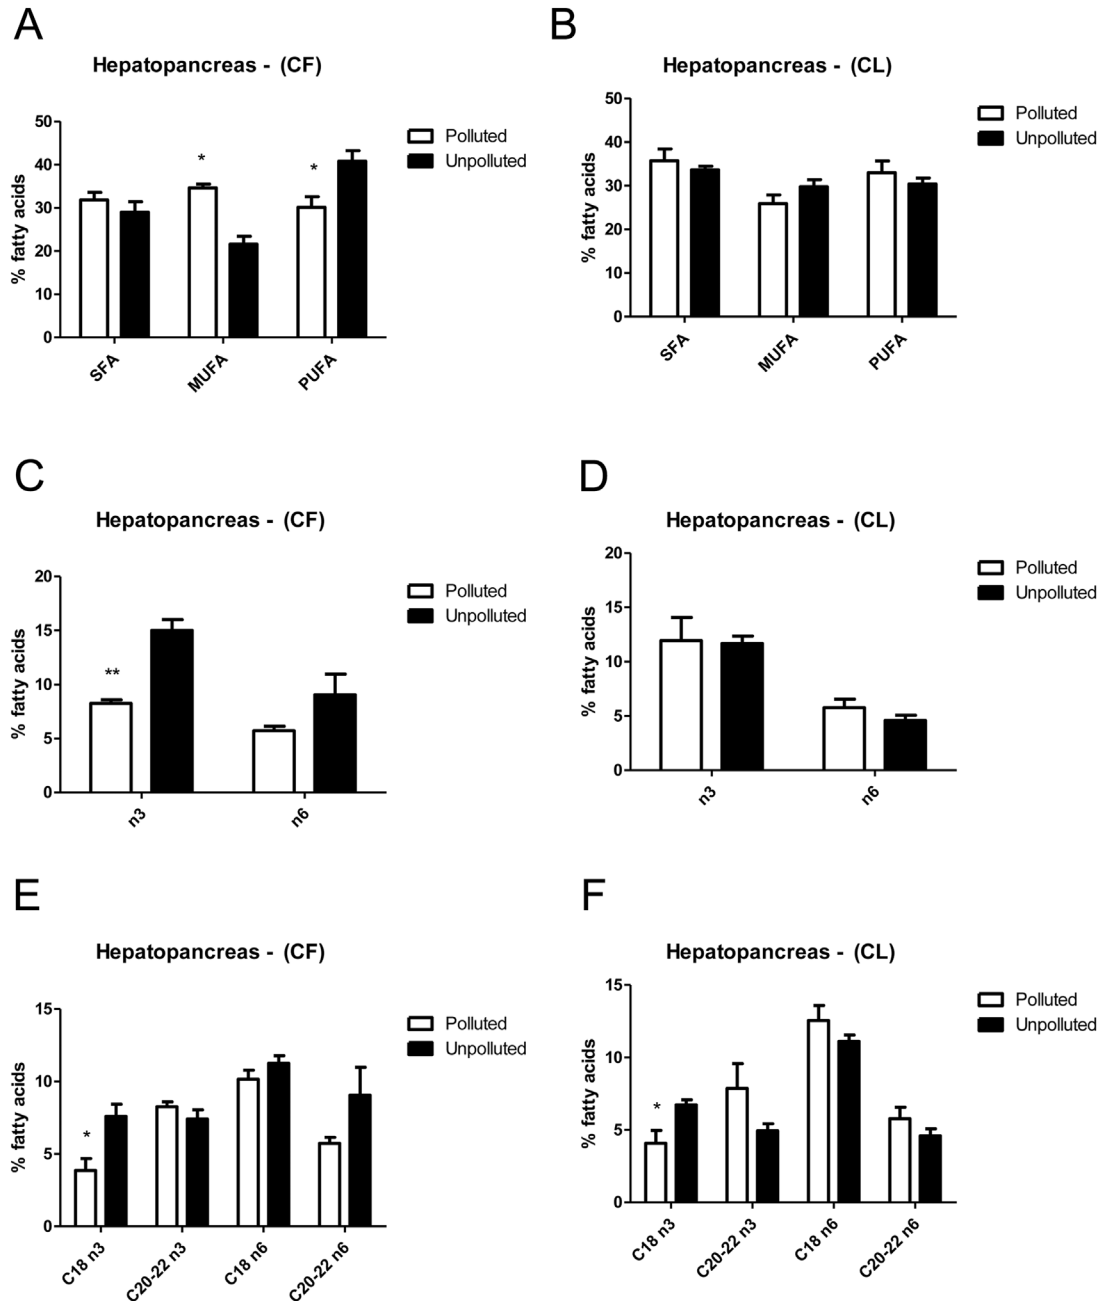 A
Hepatopancreas - (CF)
% fatty acids
50
40
30
20
10
0
*
*
SFA
MUFA
PUFA
Polluted
Unpolluted
B
Hepatopancreas - (CL)
% fatty acids
50
40
30
20
10
0
SFA
MUFA
PUFA
Polluted
Unpolluted
C
Hepatopancreas - (CF)
% fatty acids
20
15
10
5
0
**
n3
n6
Polluted
Unpolluted
D
Hepatopancreas - (CL)
% fatty acids
20
15
10
5
0
n3
n6
Polluted
Unpolluted
E
Hepatopancreas - (CF)
% fatty acids
15
10
5
0
*
C18 n3
C20-22 n3
C18 n6
C20-22 n6
Polluted
Unpolluted
F
Hepatopancreas - (CL)
% fatty acids
15
10
5
0
*
C18 n3
C20-22 n3
C18 n6
C20-22 n6
Polluted
Unpolluted